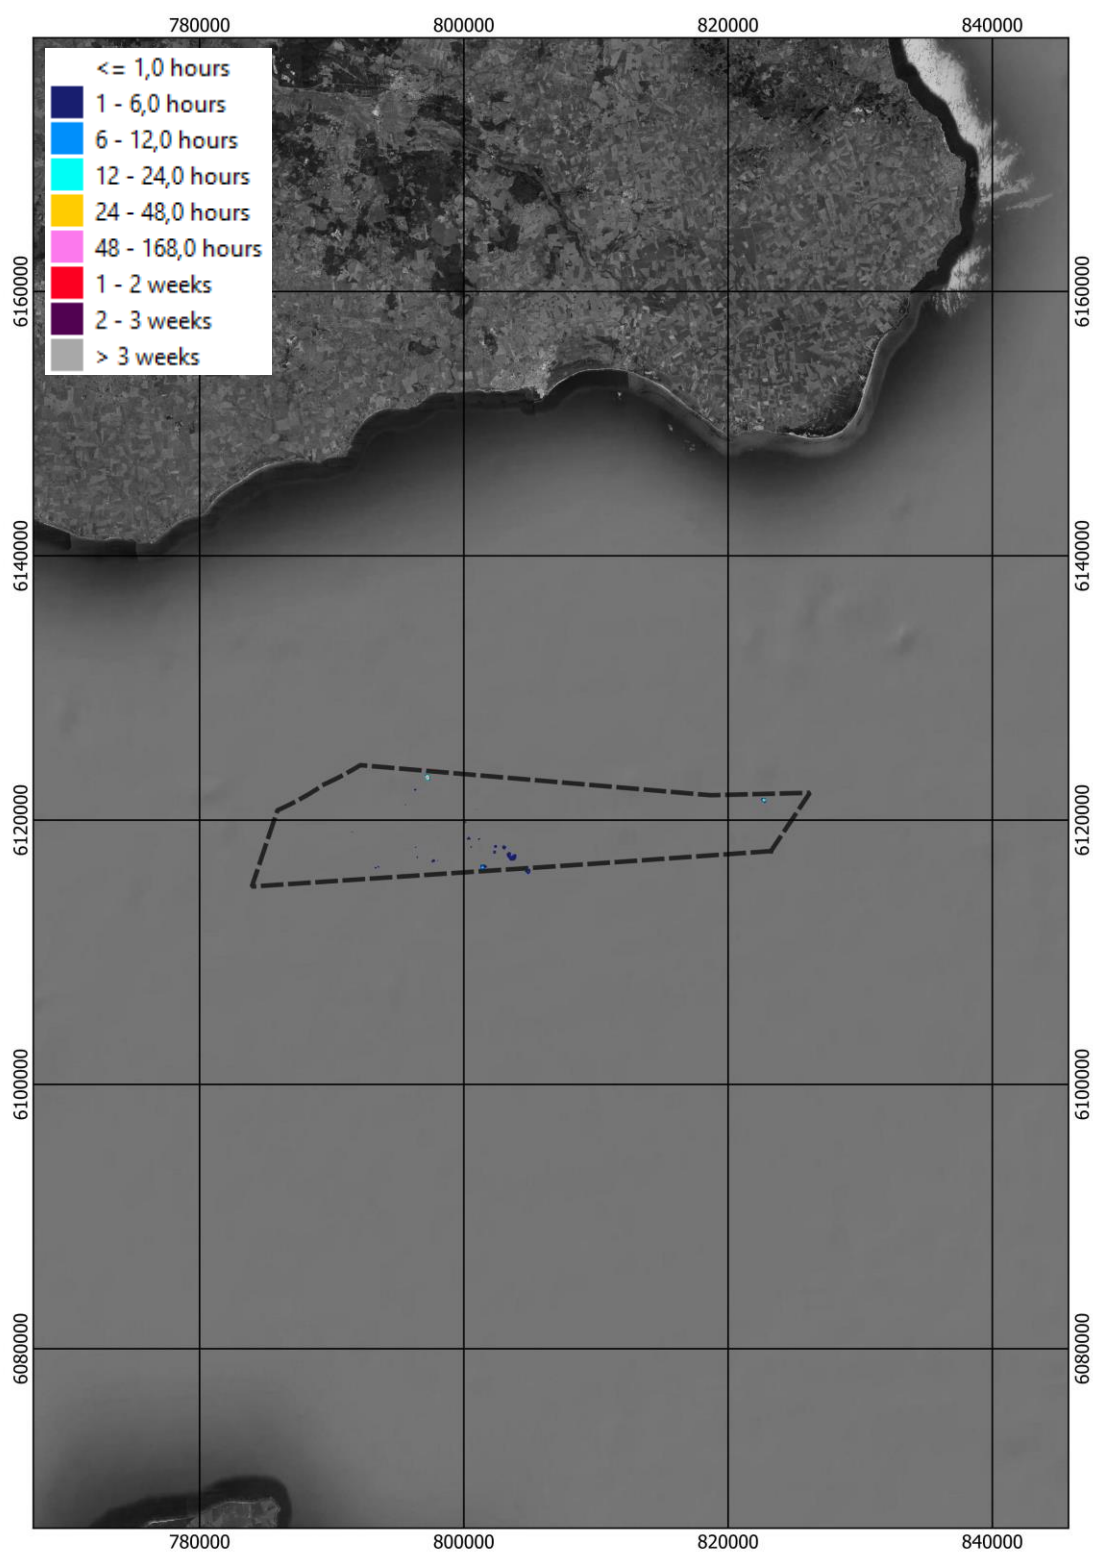 780000 800000 820000 840000
<= 1,0 hours
1 - 6,0 hours
6 - 12,0 hours
12 - 24,0 hours
24 - 48,0 hours
48 - 168,0 hours
1 - 2 weeks
2 - 3 weeks
> 3 weeks
6160000 6160000
6140000 6140000
6120000 6120000
6100000 6100000
6080000 6080000
780000 800000 820000 840000